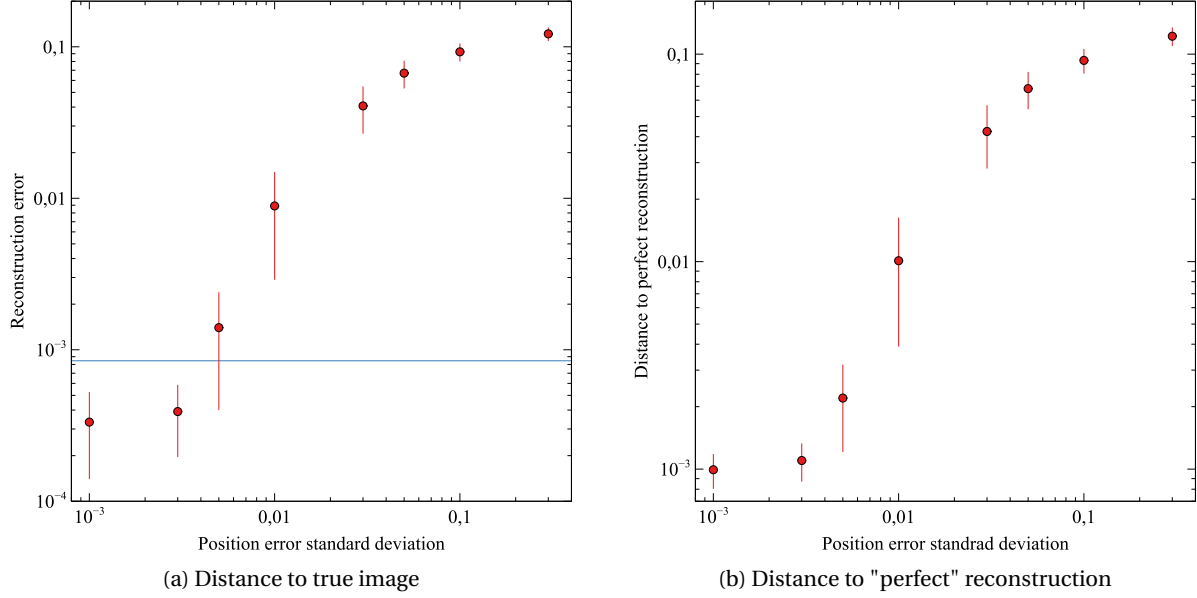 0,1
0,01
10⁻³
10⁻⁴
Reconstruction error
10⁻³
0,01
0,1
Position error standard deviation
(a) Distance to true image
0,1
0,01
10⁻³
Distance to perfect reconstruction
10⁻³
0,01
0,1
Position error standrad deviation
(b) Distance to "perfect" reconstruction